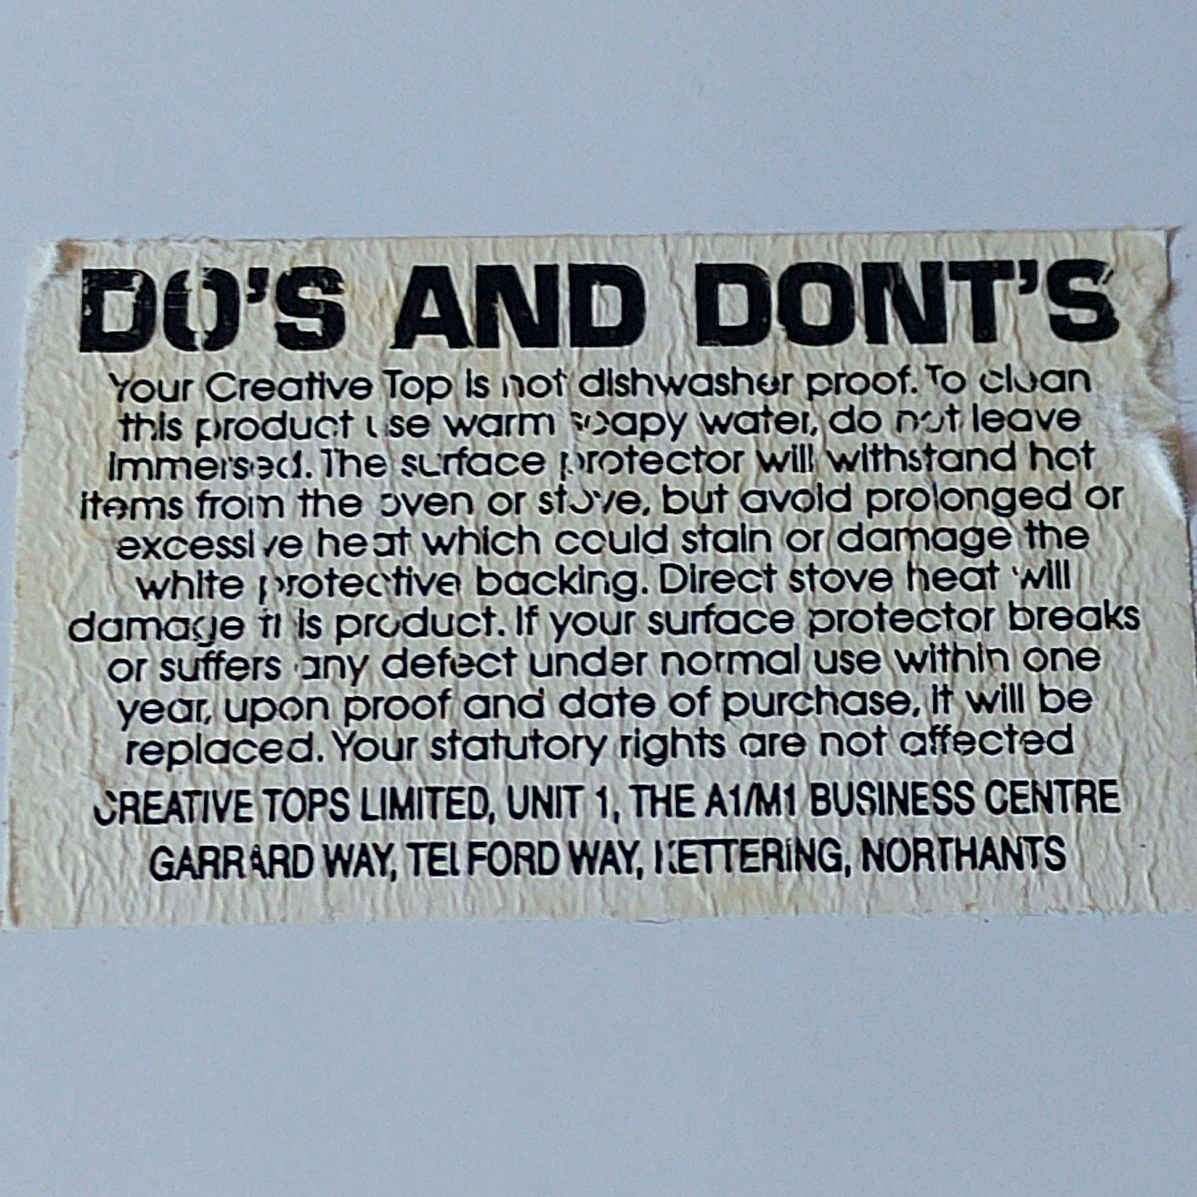 DO'S AND DONT'S
Your Creative Top is not dishwasher proof. To clean
this product use warm soapy water, do not leave
immersed. The surface protector will withstand hot
items from the oven or stove, but avoid prolonged or
excessive heat which could stain or damage the
white protective backing. Direct stove heat will
damage this product. If your surface protector breaks
or suffers any defect under normal use within one
year, upon proof and date of purchase, it will be
replaced. Your statutory rights are not affected
CREATIVE TOPS LIMITED, UNIT 1, THE A1/M1 BUSINESS CENTRE
GARRARD WAY, TELFORD WAY, KETTERING, NORTHANTS